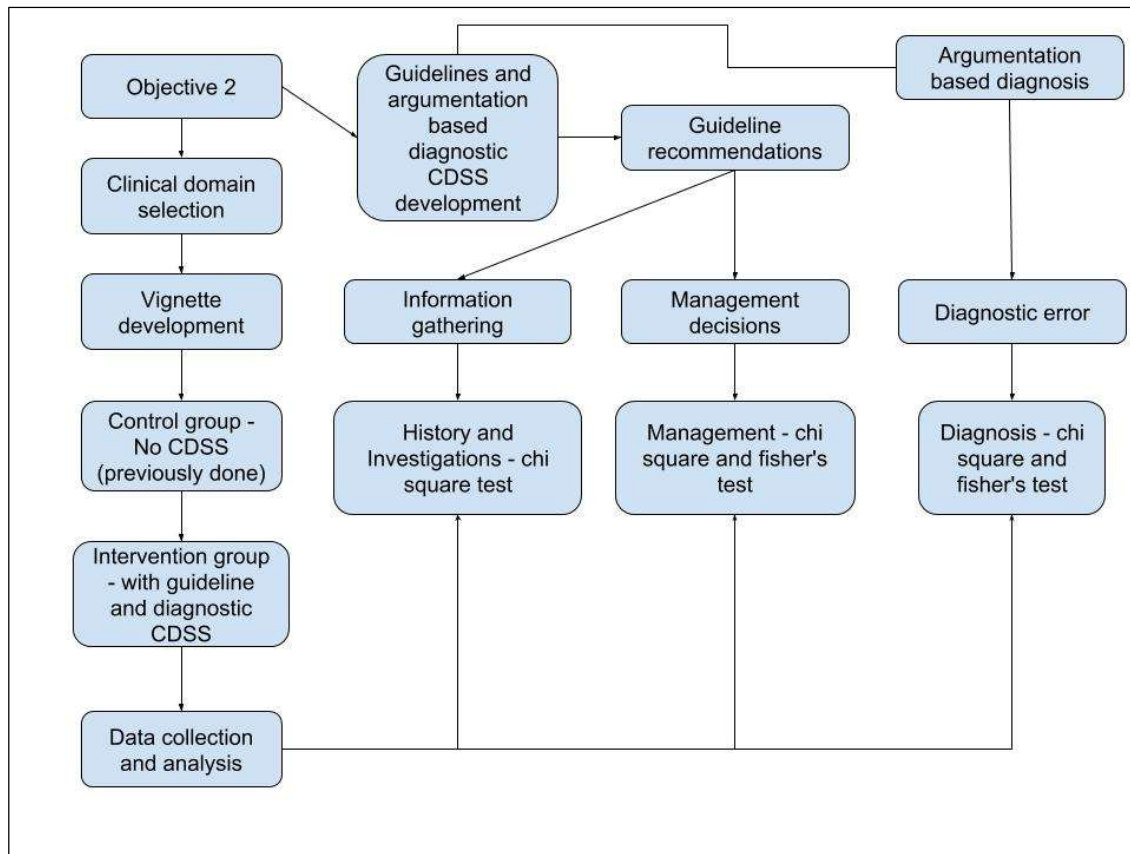 Objective 2
Guidelines and
argumentation
based
diagnostic
CDSS
development
Argumentation
based diagnosis
Guideline
recommendations
Clinical domain
selection
Vignette
development
Information
gathering
Management
decisions
Diagnostic error
Control group -
No CDSS
(previously done)
History and
Investigations - chi
square test
Management - chi
square and fisher's
test
Diagnosis - chi
square and
fisher's test
Intervention group
- with guideline
and diagnostic
CDSS
Data collection
and analysis